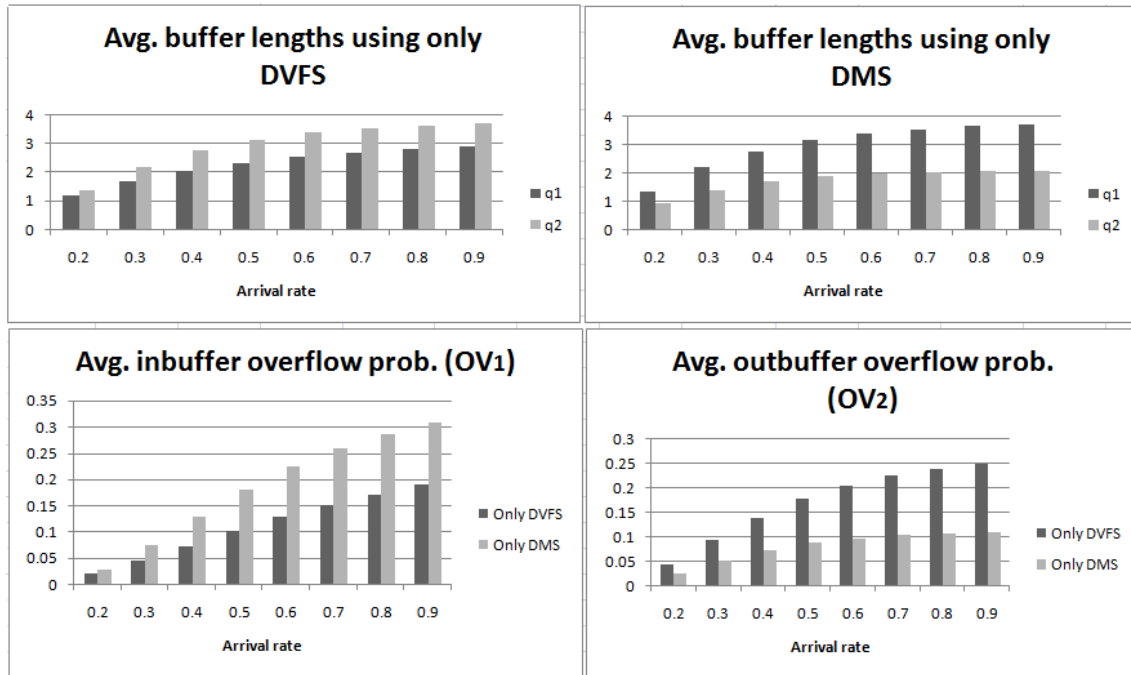 Avg. buffer lengths using only
DVFS
4
3
2
1
0
0.2 0.3 0.4 0.5 0.6 0.7 0.8 0.9
Arrival rate
q1
q2
Avg. buffer lengths using only
DMS
4
3
2
1
0
0.2 0.3 0.4 0.5 0.6 0.7 0.8 0.9
Arrival rate
q1
q2
Avg. inbuffer overflow prob. (OV1)
0.35
0.3
0.25
0.2
0.15
0.1
0.05
0
0.2 0.3 0.4 0.5 0.6 0.7 0.8 0.9
Arrival rate
Only DVFS
Only DMS
Avg. outbuffer overflow prob.
(OV2)
0.3
0.25
0.2
0.15
0.1
0.05
0
0.2 0.3 0.4 0.5 0.6 0.7 0.8 0.9
Arrival rate
Only DVFS
Only DMS